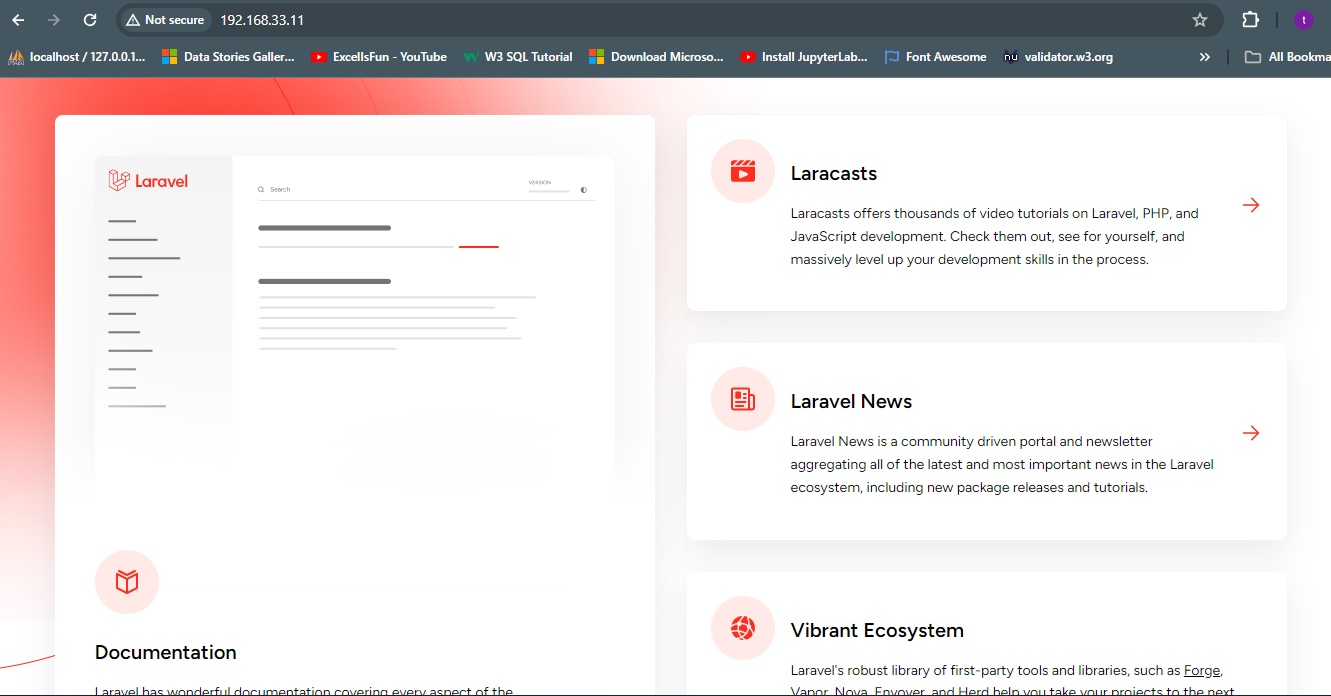 Not secure
192.168.33.11
t
localhost / 127.0.0.1...
Data Stories Galler...
ExcellsFun - YouTube
W3 SQL Tutorial
Download Microso...
Install JupyterLab...
Font Awesome
nu
validator.w3.org
»
All Bookma
Laravel
Search
VERSION
Documentation
Laravel has wonderful documentation covering every aspect of the
Laracasts
Laracasts offers thousands of video tutorials on Laravel, PHP, and
JavaScript development. Check them out, see for yourself, and
massively level up your development skills in the process.
Laravel News
Laravel News is a community driven portal and newsletter
aggregating all of the latest and most important news in the Laravel
ecosystem, including new package releases and tutorials.
Vibrant Ecosystem
Laravel's robust library of first-party tools and libraries, such as Forge,
Vapor, Nova, Envoyer, and Herd help you take your projects to the next